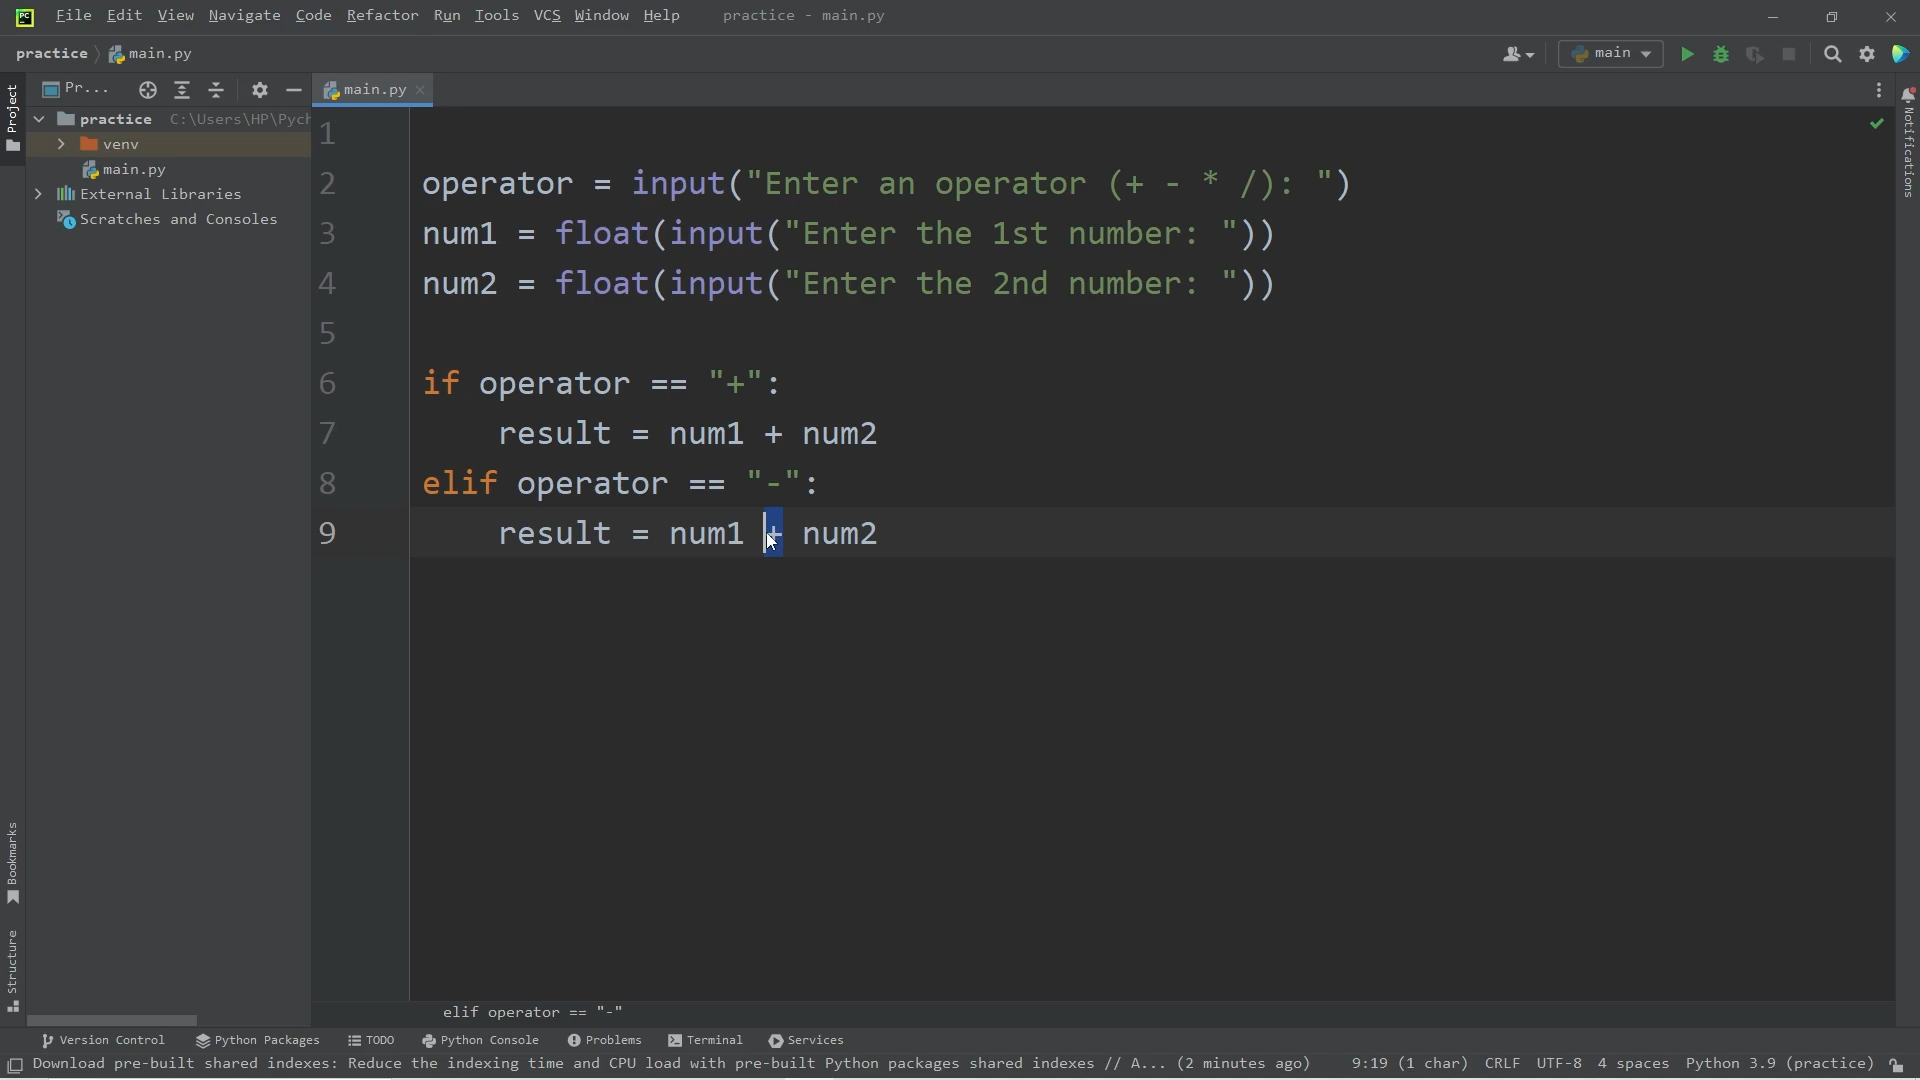 PC File Edit View Navigate Code Refactor Run Tools VCS Window Help practice - main.py
practice main.py main
Project
Pr... main.py
practice C:\Users\HP\Pych
venv
main.py
External Libraries
Scratches and Consoles
1
2 operator = input("Enter an operator (+ - * /): ")
3 num1 = float(input("Enter the 1st number: "))
4 num2 = float(input("Enter the 2nd number: "))
5
6 if operator == "+":
7 result = num1 + num2
8 elif operator == "-":
9 result = num1 + num2
Notifications
Bookmarks
Structure
elif operator == "-"
Version Control Python Packages TODO Python Console Problems Terminal Services
Download pre-built shared indexes: Reduce the indexing time and CPU load with pre-built Python packages shared indexes // A... (2 minutes ago) 9:19 (1 char) CRLF UTF-8 4 spaces Python 3.9 (practice)